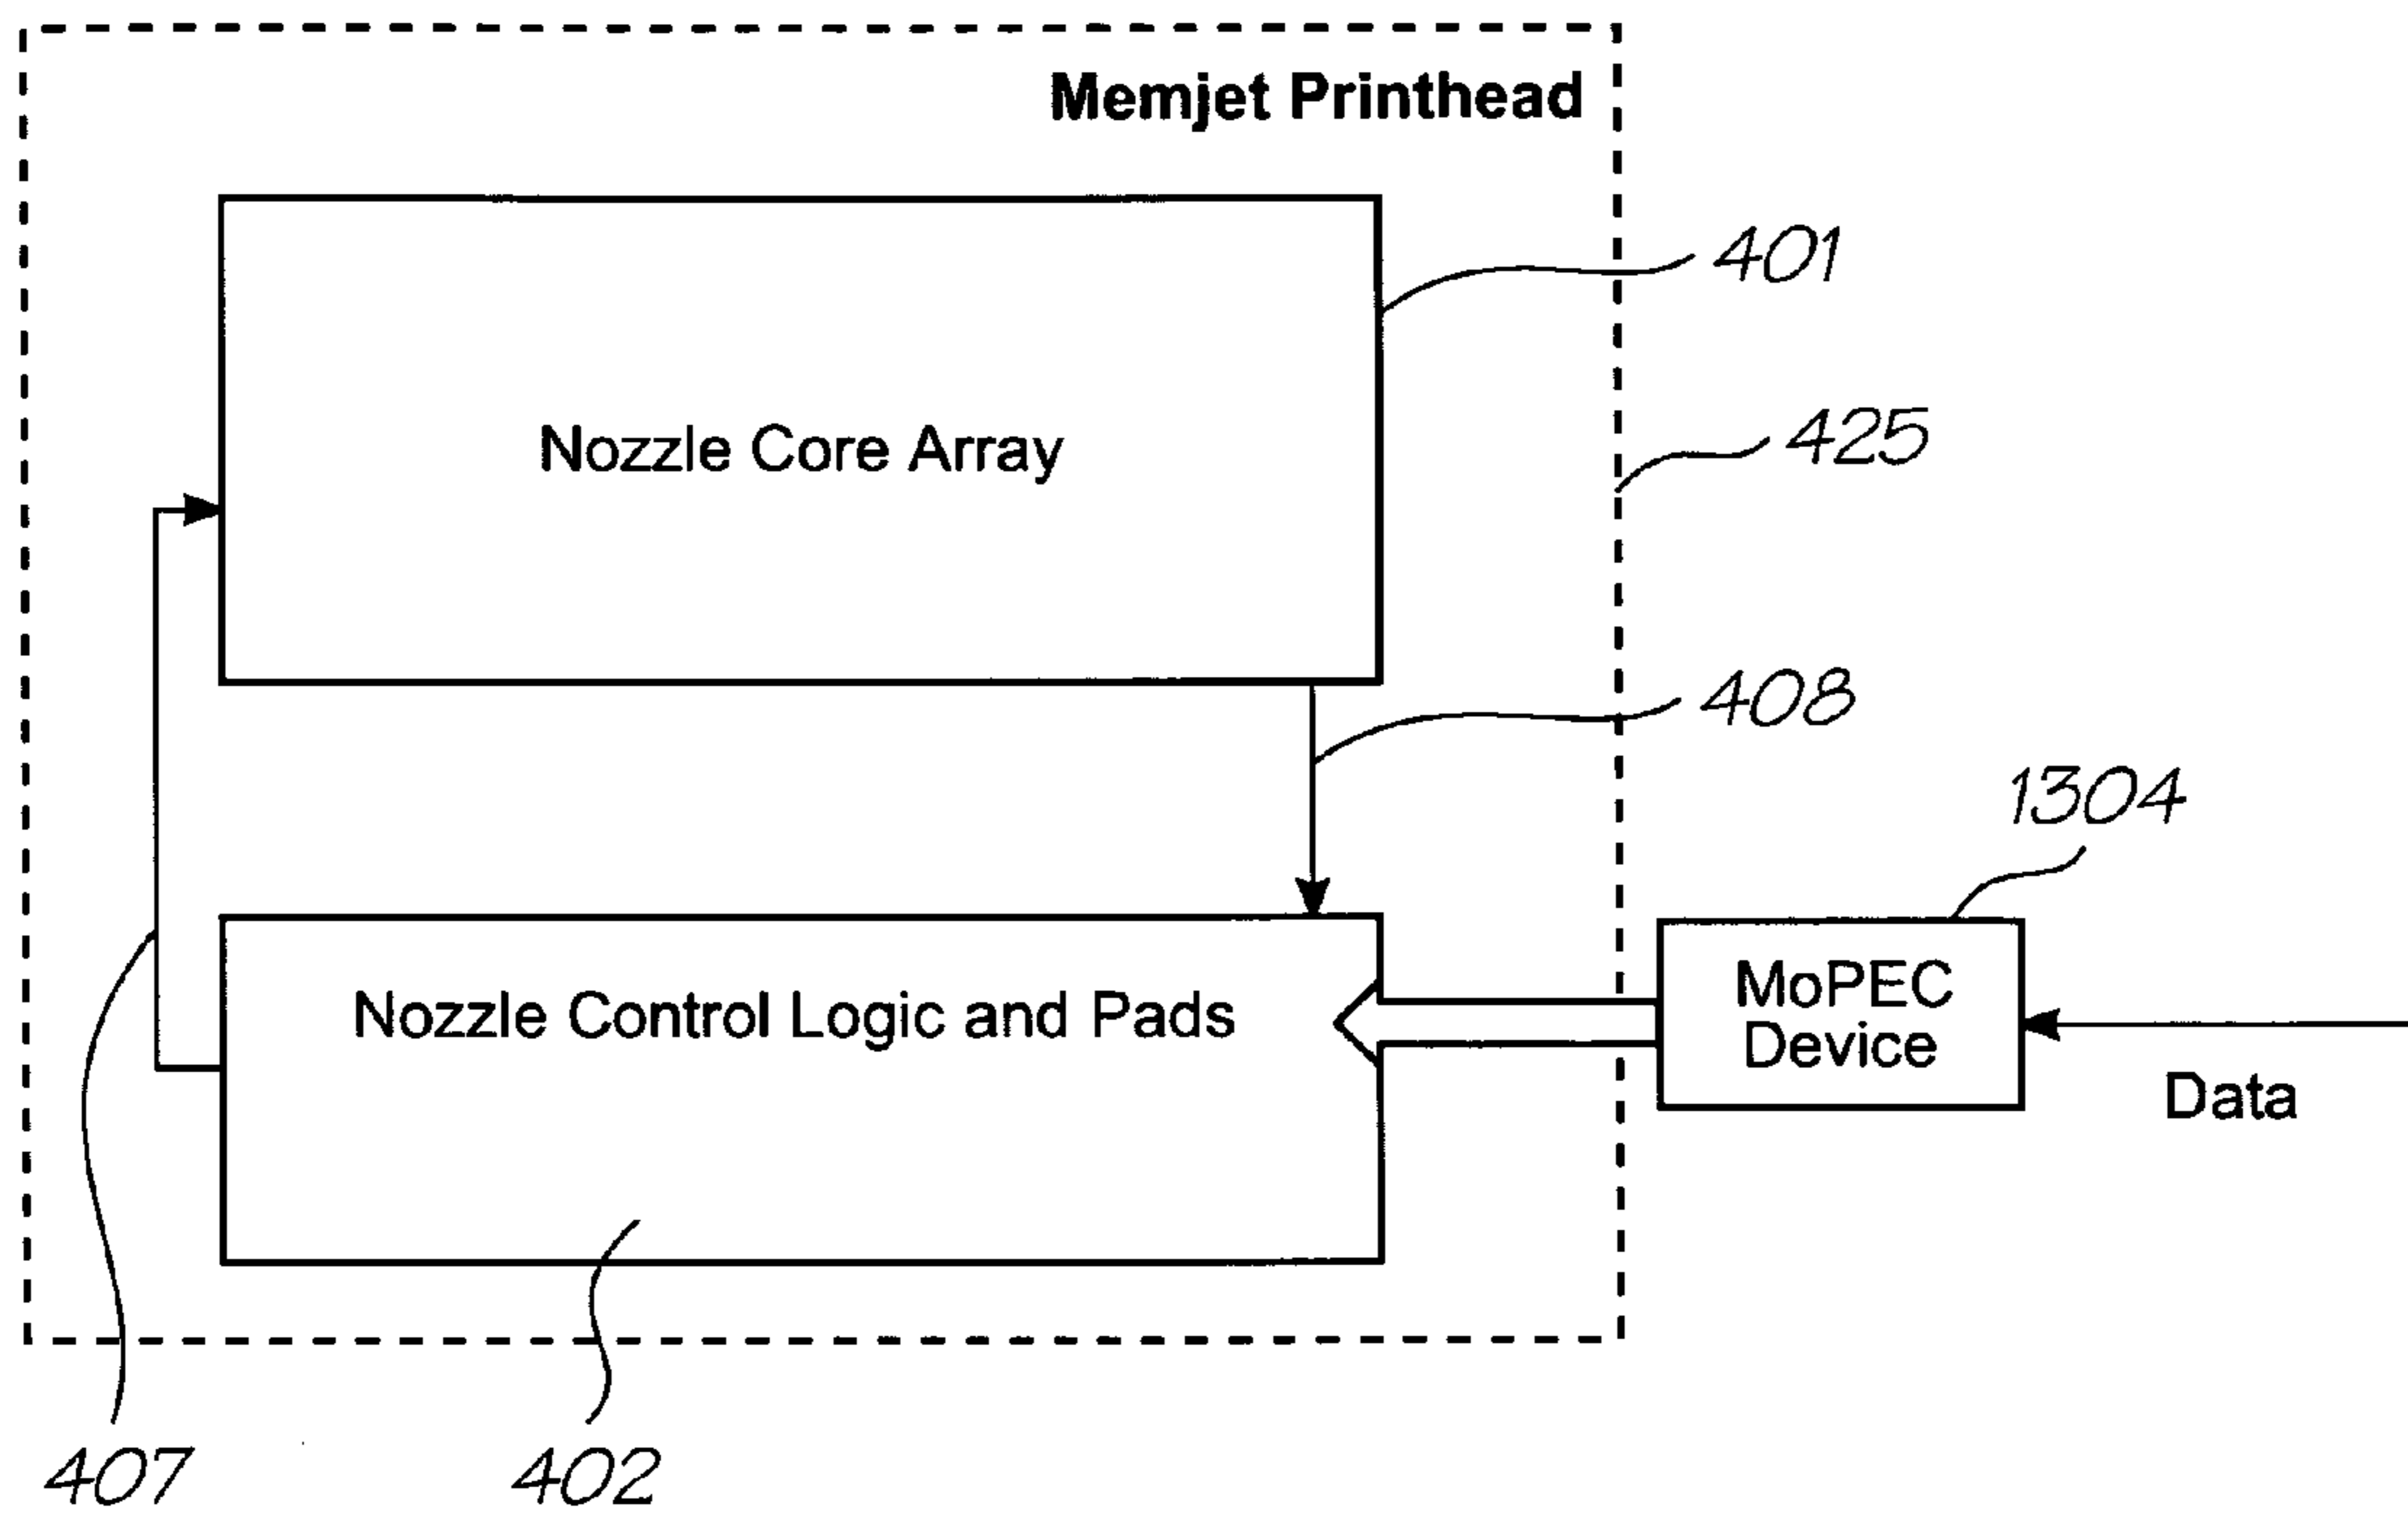 Memjet Printhead
401
Nozzle Core Array
425
408
1304
Nozzle Control Logic and Pads
MoPEC
Device
Data
407
402